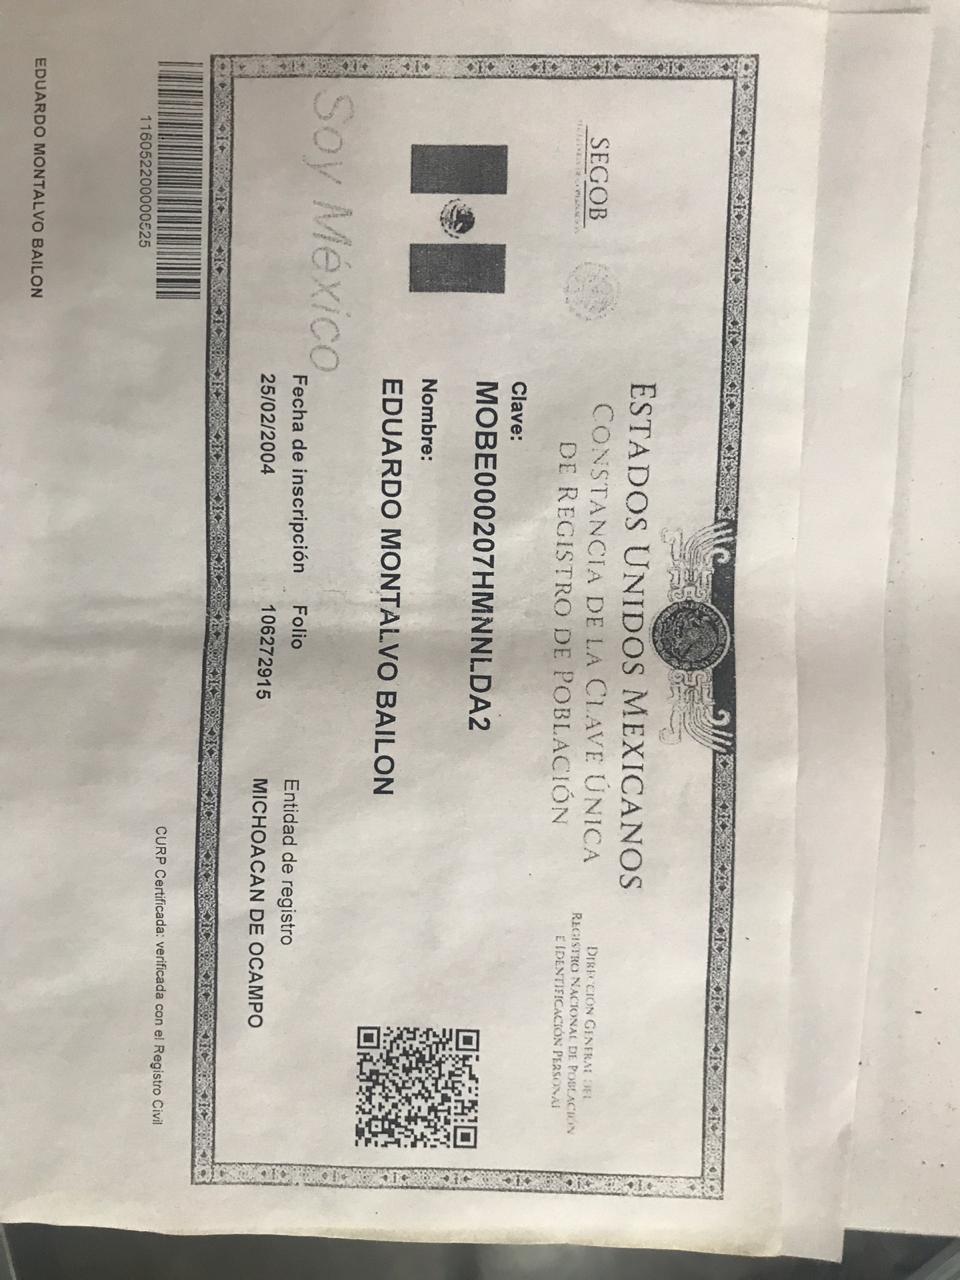 ESTADOS UNIDOS MEXICANOS
CONSTANCIA DE LA CLAVE ÚNICA
DE REGISTRO DE POBLACIÓN
SEGOB
DIRECCIÓN GENERAL DEL
REGISTRO NACIONAL DE POBLACIÓN
E IDENTIFICACIÓN PERSONAL
Clave:
MOBE000207HMNNLDA2
Nombre:
EDUARDO MONTALVO BAILON
Soy México
Fecha de inscripción Folio Entidad de registro
25/02/2004 106272915 MICHOACAN DE OCAMPO
116052200000525
CURP Certificada: verificada con el Registro Civil
EDUARDO MONTALVO BAILON